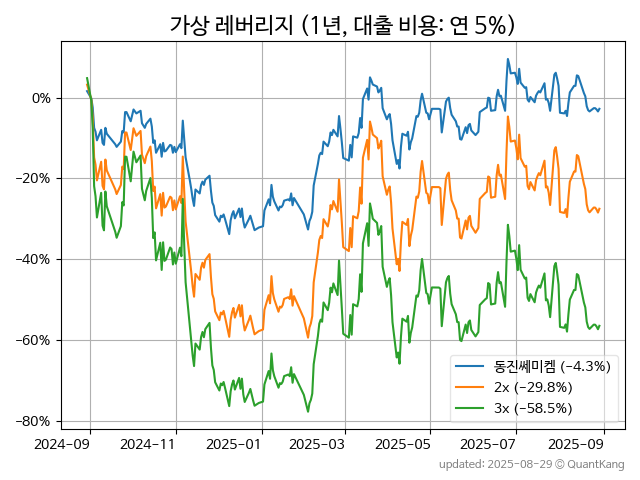 가상 레버리지 (1년, 대출 비용: 연 5%)
0%
−20%
−40%
−60%
−80%
동진쎄미켐 (−4.3%)
2x (−29.8%)
3x (−58.5%)
2024-09 2024-11 2025-01 2025-03 2025-05 2025-07 2025-09
updated: 2025-08-29 © QuantKang